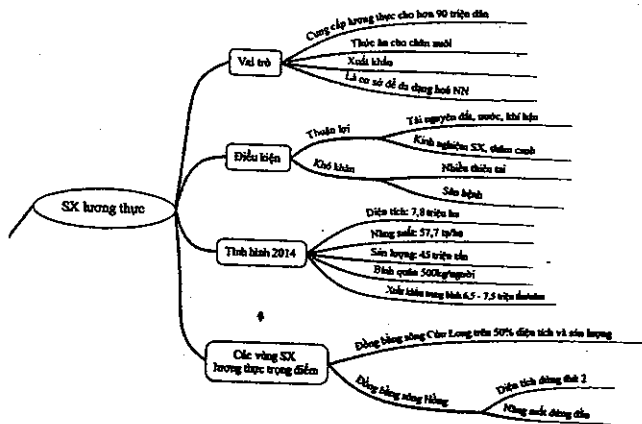 SX lương thực
Vai trò
Cung cấp lương thực cho hơn 90 triệu dân
Thức ăn cho chăn nuôi
Xuất khẩu
Là cơ sở để đa dạng hoá NN
Điều kiện
Thuận lợi
Tài nguyên đất, nước, khí hậu
Kinh nghiệm SX, thâm canh
Khó khăn
Nhiều thiên tai
Sâu bệnh
Tình hình 2014
Diện tích: 7,8 triệu ha
Năng suất: 57,7 tạ/ha
Sản lượng: 45 triệu tấn
Bình quân 500kg/người
Xuất khẩu trung bình 6,5 - 7,5 triệu tấn/năm
Các vùng SX
lương thực trọng điểm
Đồng bằng sông Cửu Long trên 50% diện tích và sản lượng
Đồng bằng sông Hồng
Diện tích đứng thứ 2
Năng suất đứng đầu